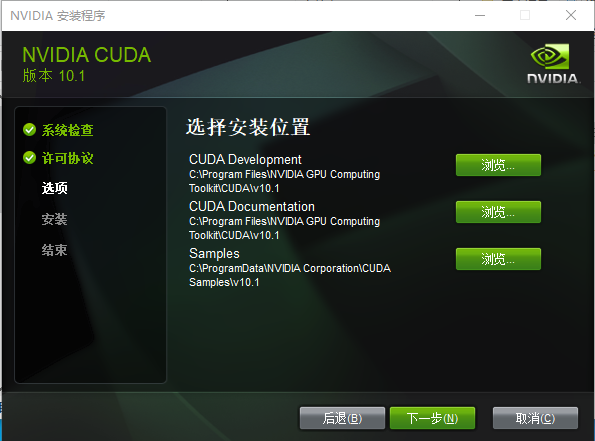 NVIDIA 安装程序
NVIDIA CUDA
版本 10.1
NVIDIA.
系统检查
许可协议
选项
安装
结束
选择安装位置
CUDA Development
C:\Program Files\NVIDIA GPU Computing
Toolkit\CUDA\v10.1
浏览...
CUDA Documentation
C:\Program Files\NVIDIA GPU Computing
Toolkit\CUDA\v10.1
浏览...
Samples
C:\ProgramData\NVIDIA Corporation\CUDA
Samples\v10.1
浏览...
后退(B) 下一步(N) 取消(C)